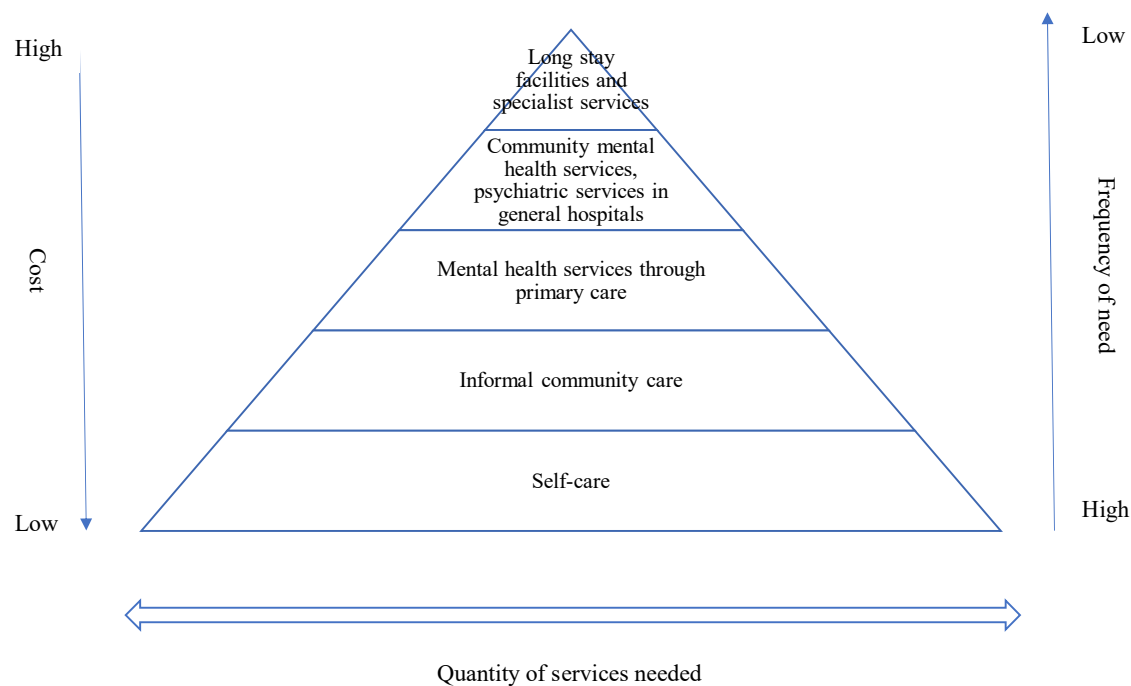 High
Low
Long stay
facilities and
specialist services
Community mental
health services,
psychiatric services in
general hospitals
Cost
Mental health services through
primary care
Frequency of need
Informal community care
Self-care
Low
High
Quantity of services needed